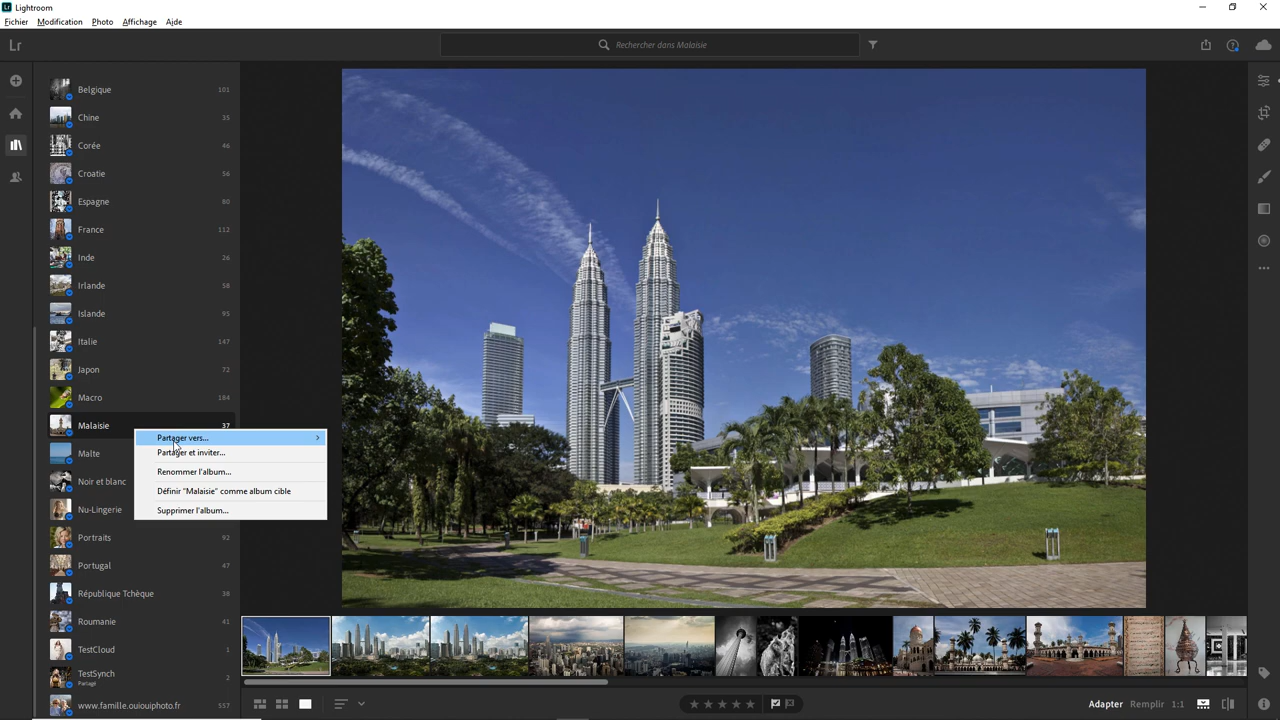 Lightroom
Fichier Modification Photo Affichage Aide
Lr
Rechercher dans Malaisie
Belgique 101
Chine 35
Corée 46
Croatie 56
Espagne 80
France 112
Inde 26
Irlande 58
Islande 95
Italie 147
Japon 72
Macro 184
Malaisie 37
Partager vers...
Malte
Partager et inviter...
Renommer l'album...
Noir et blanc
Définir "Malaisie" comme album cible
Nu-Lingerie
Supprimer l'album...
Portraits 92
Portugal 47
République Tchèque 38
Roumanie 41
TestCloud 1
TestSynch 2
Partagé
www.famille.ouiouiphoto.fr 557
Adapter Remplir 1:1